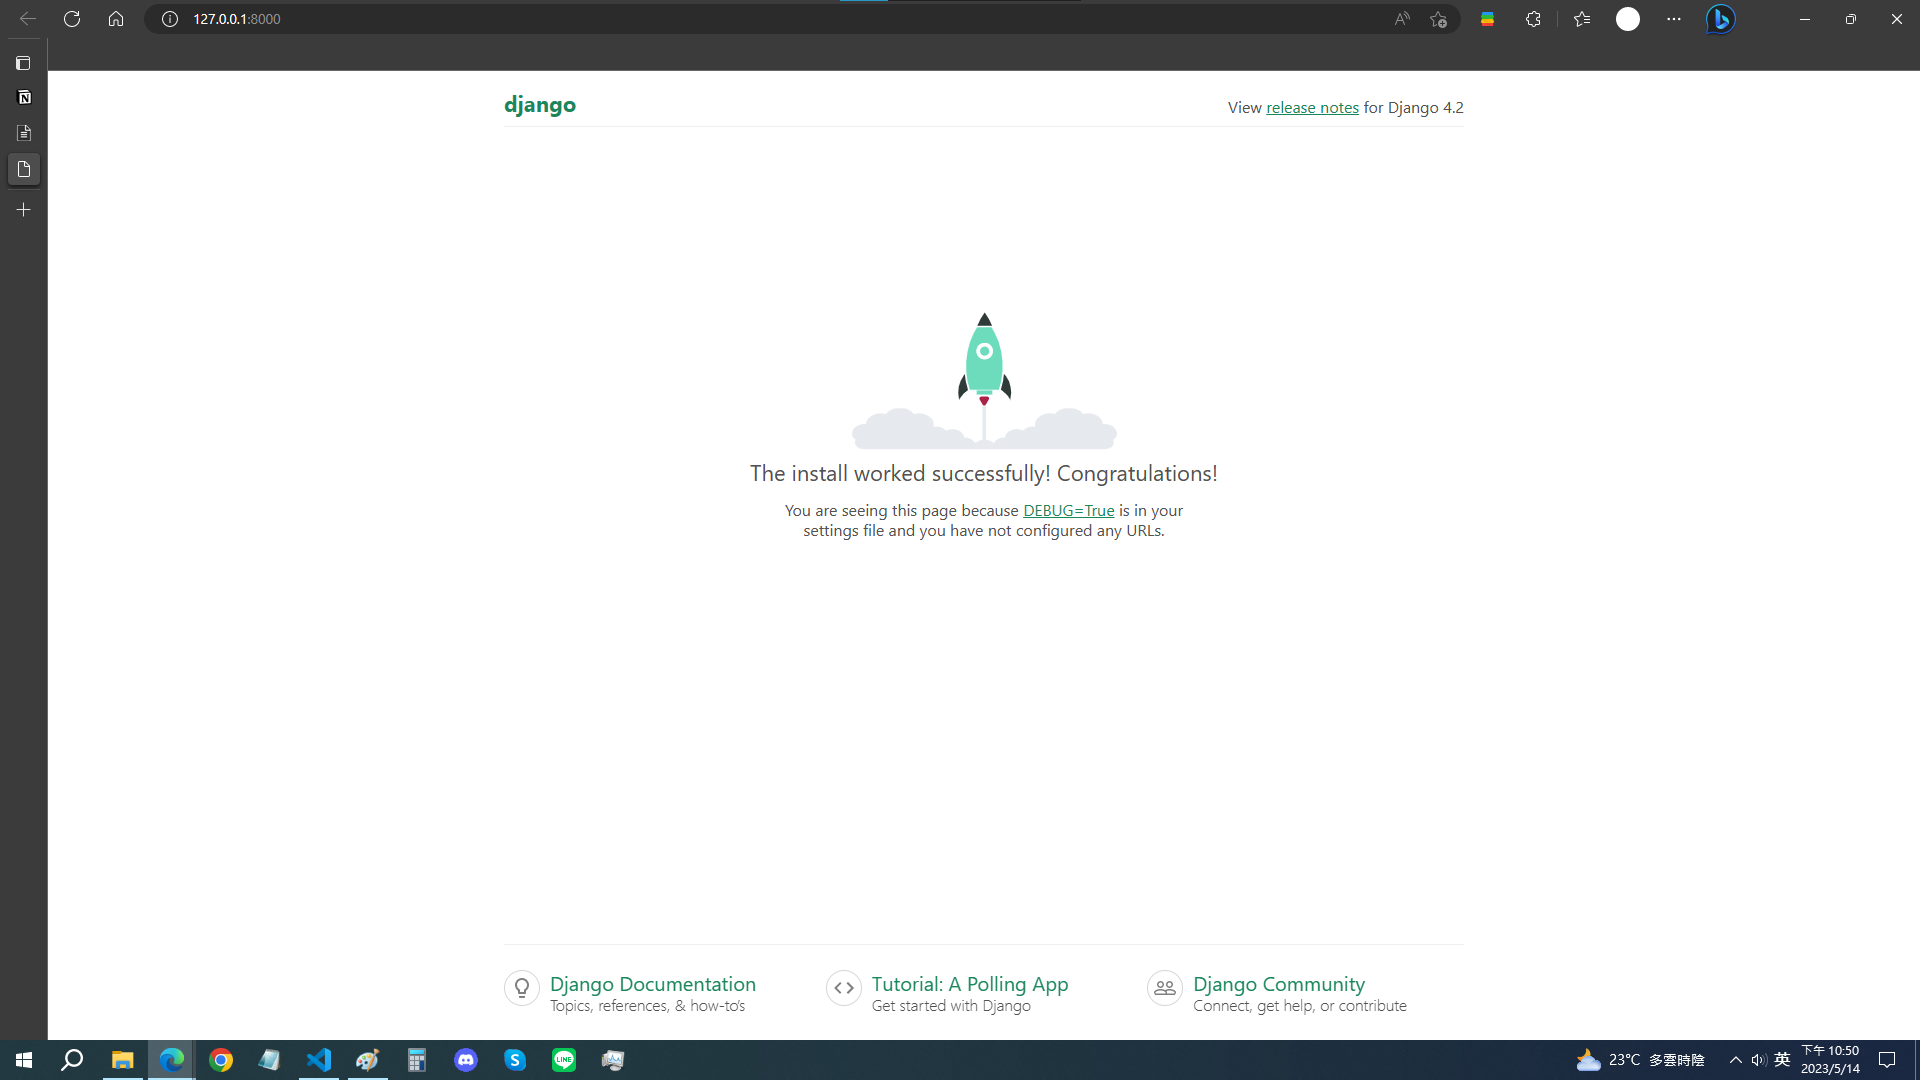 127.0.0.1:8000
django
View release notes for Django 4.2
The install worked successfully! Congratulations!
You are seeing this page because DEBUG=True is in your
settings file and you have not configured any URLs.
Django Documentation
Topics, references, & how-to's
Tutorial: A Polling App
Get started with Django
Django Community
Connect, get help, or contribute
23°C 多雲時陰
英
下午 10:50
2023/5/14